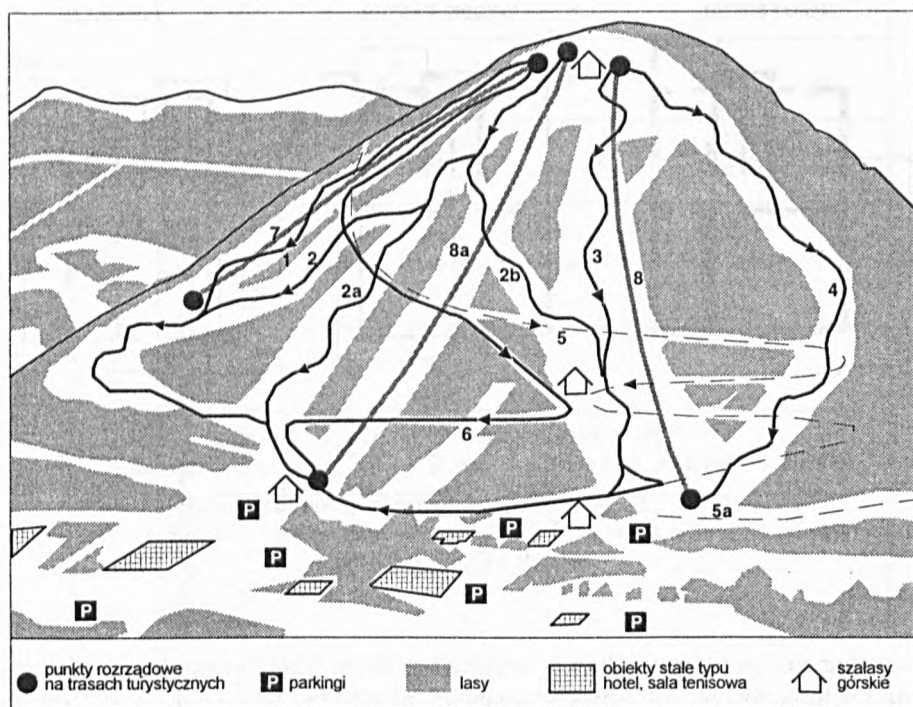 7
1
2
2a
8a
2b
3
8
4
5
6
5a
P
P
P
P
P
P
P
punkty rozrządowe
na trasach turystycznych
P parkingi
lasy
obiekty stałe typu
hotel, sala tenisowa
szałasy
górskie